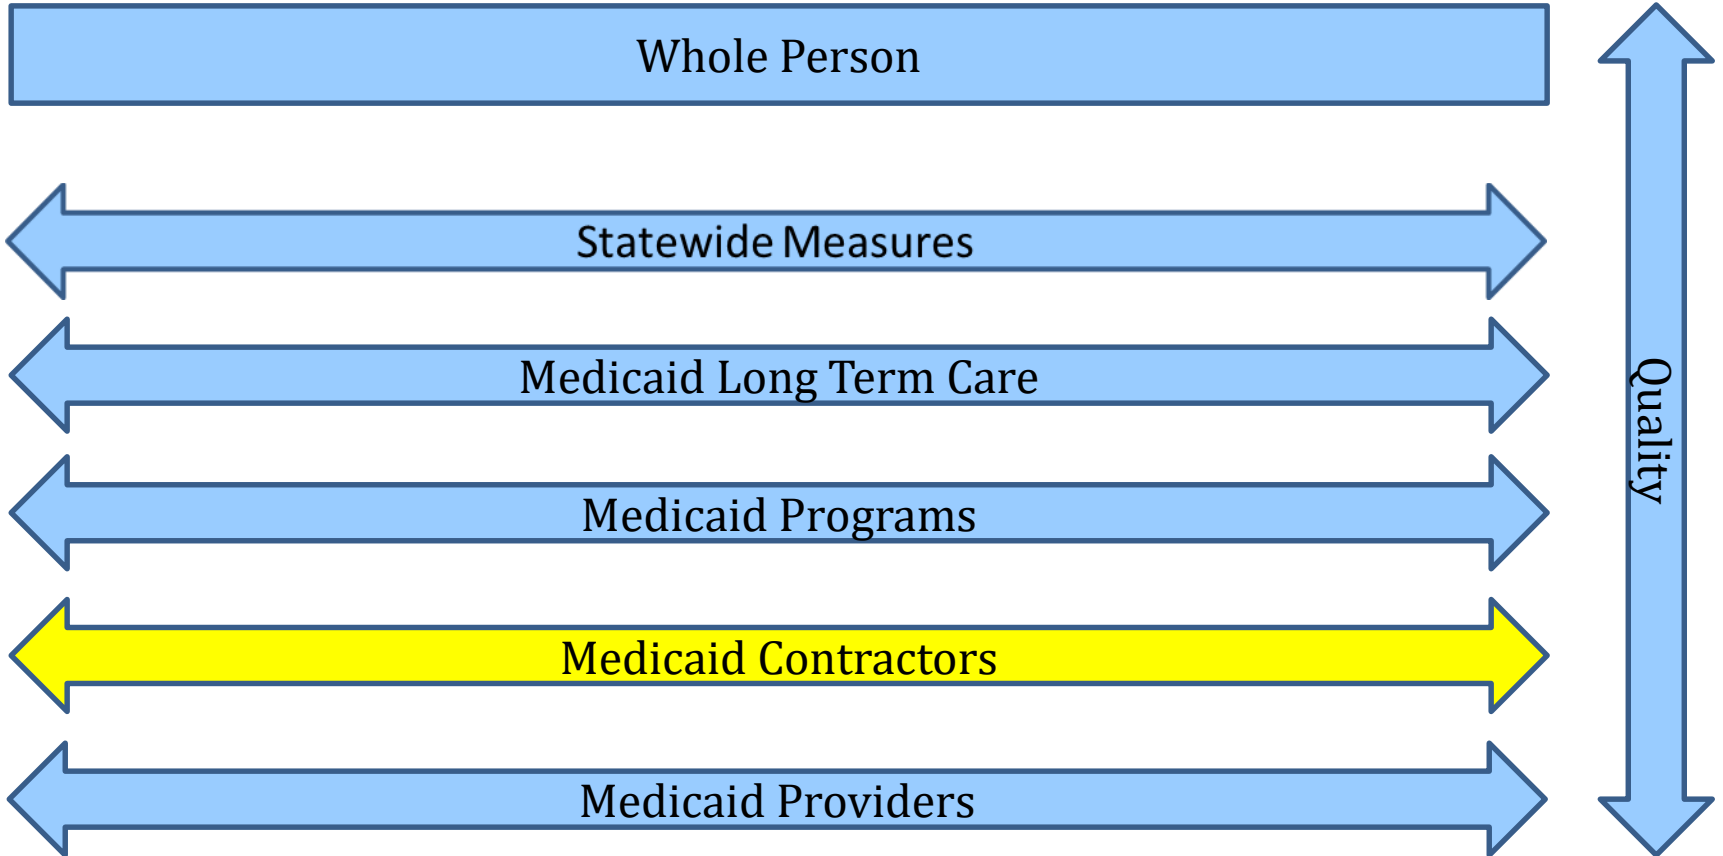 Whole Person
Statewide Measures
Medicaid Long Term Care
Medicaid Programs
Medicaid Contractors
Medicaid Providers
Quality